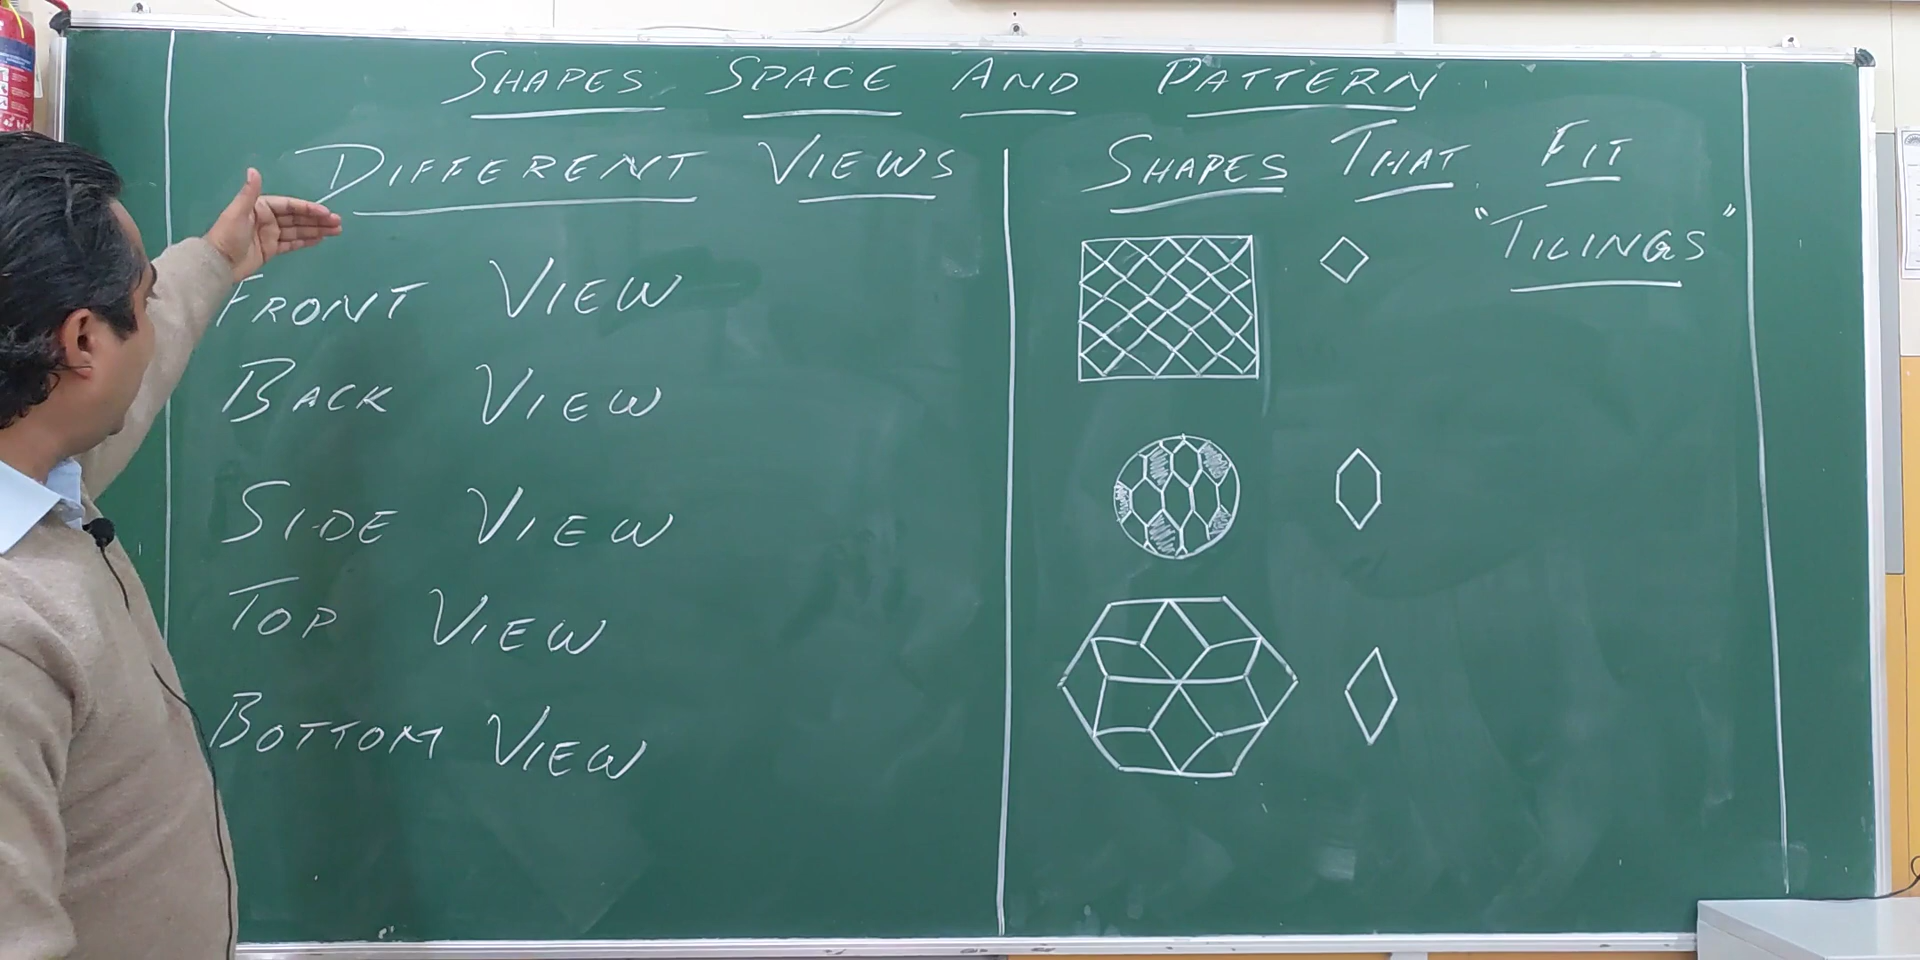 SHAPES SPACE AND PATTERN
DIFFERENT VIEWS
FRONT VIEW
BACK VIEW
SIDE VIEW
TOP VIEW
BOTTOM VIEW
SHAPES THAT FIT
"TILINGS"